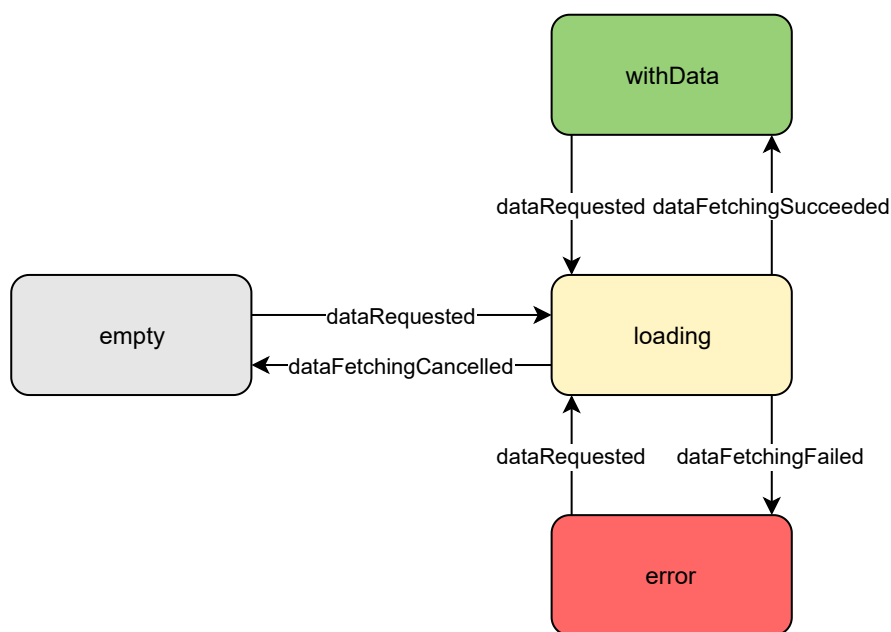 withData
dataRequested
dataFetchingSucceeded
empty
dataRequested
loading
dataFetchingCancelled
dataRequested
dataFetchingFailed
error